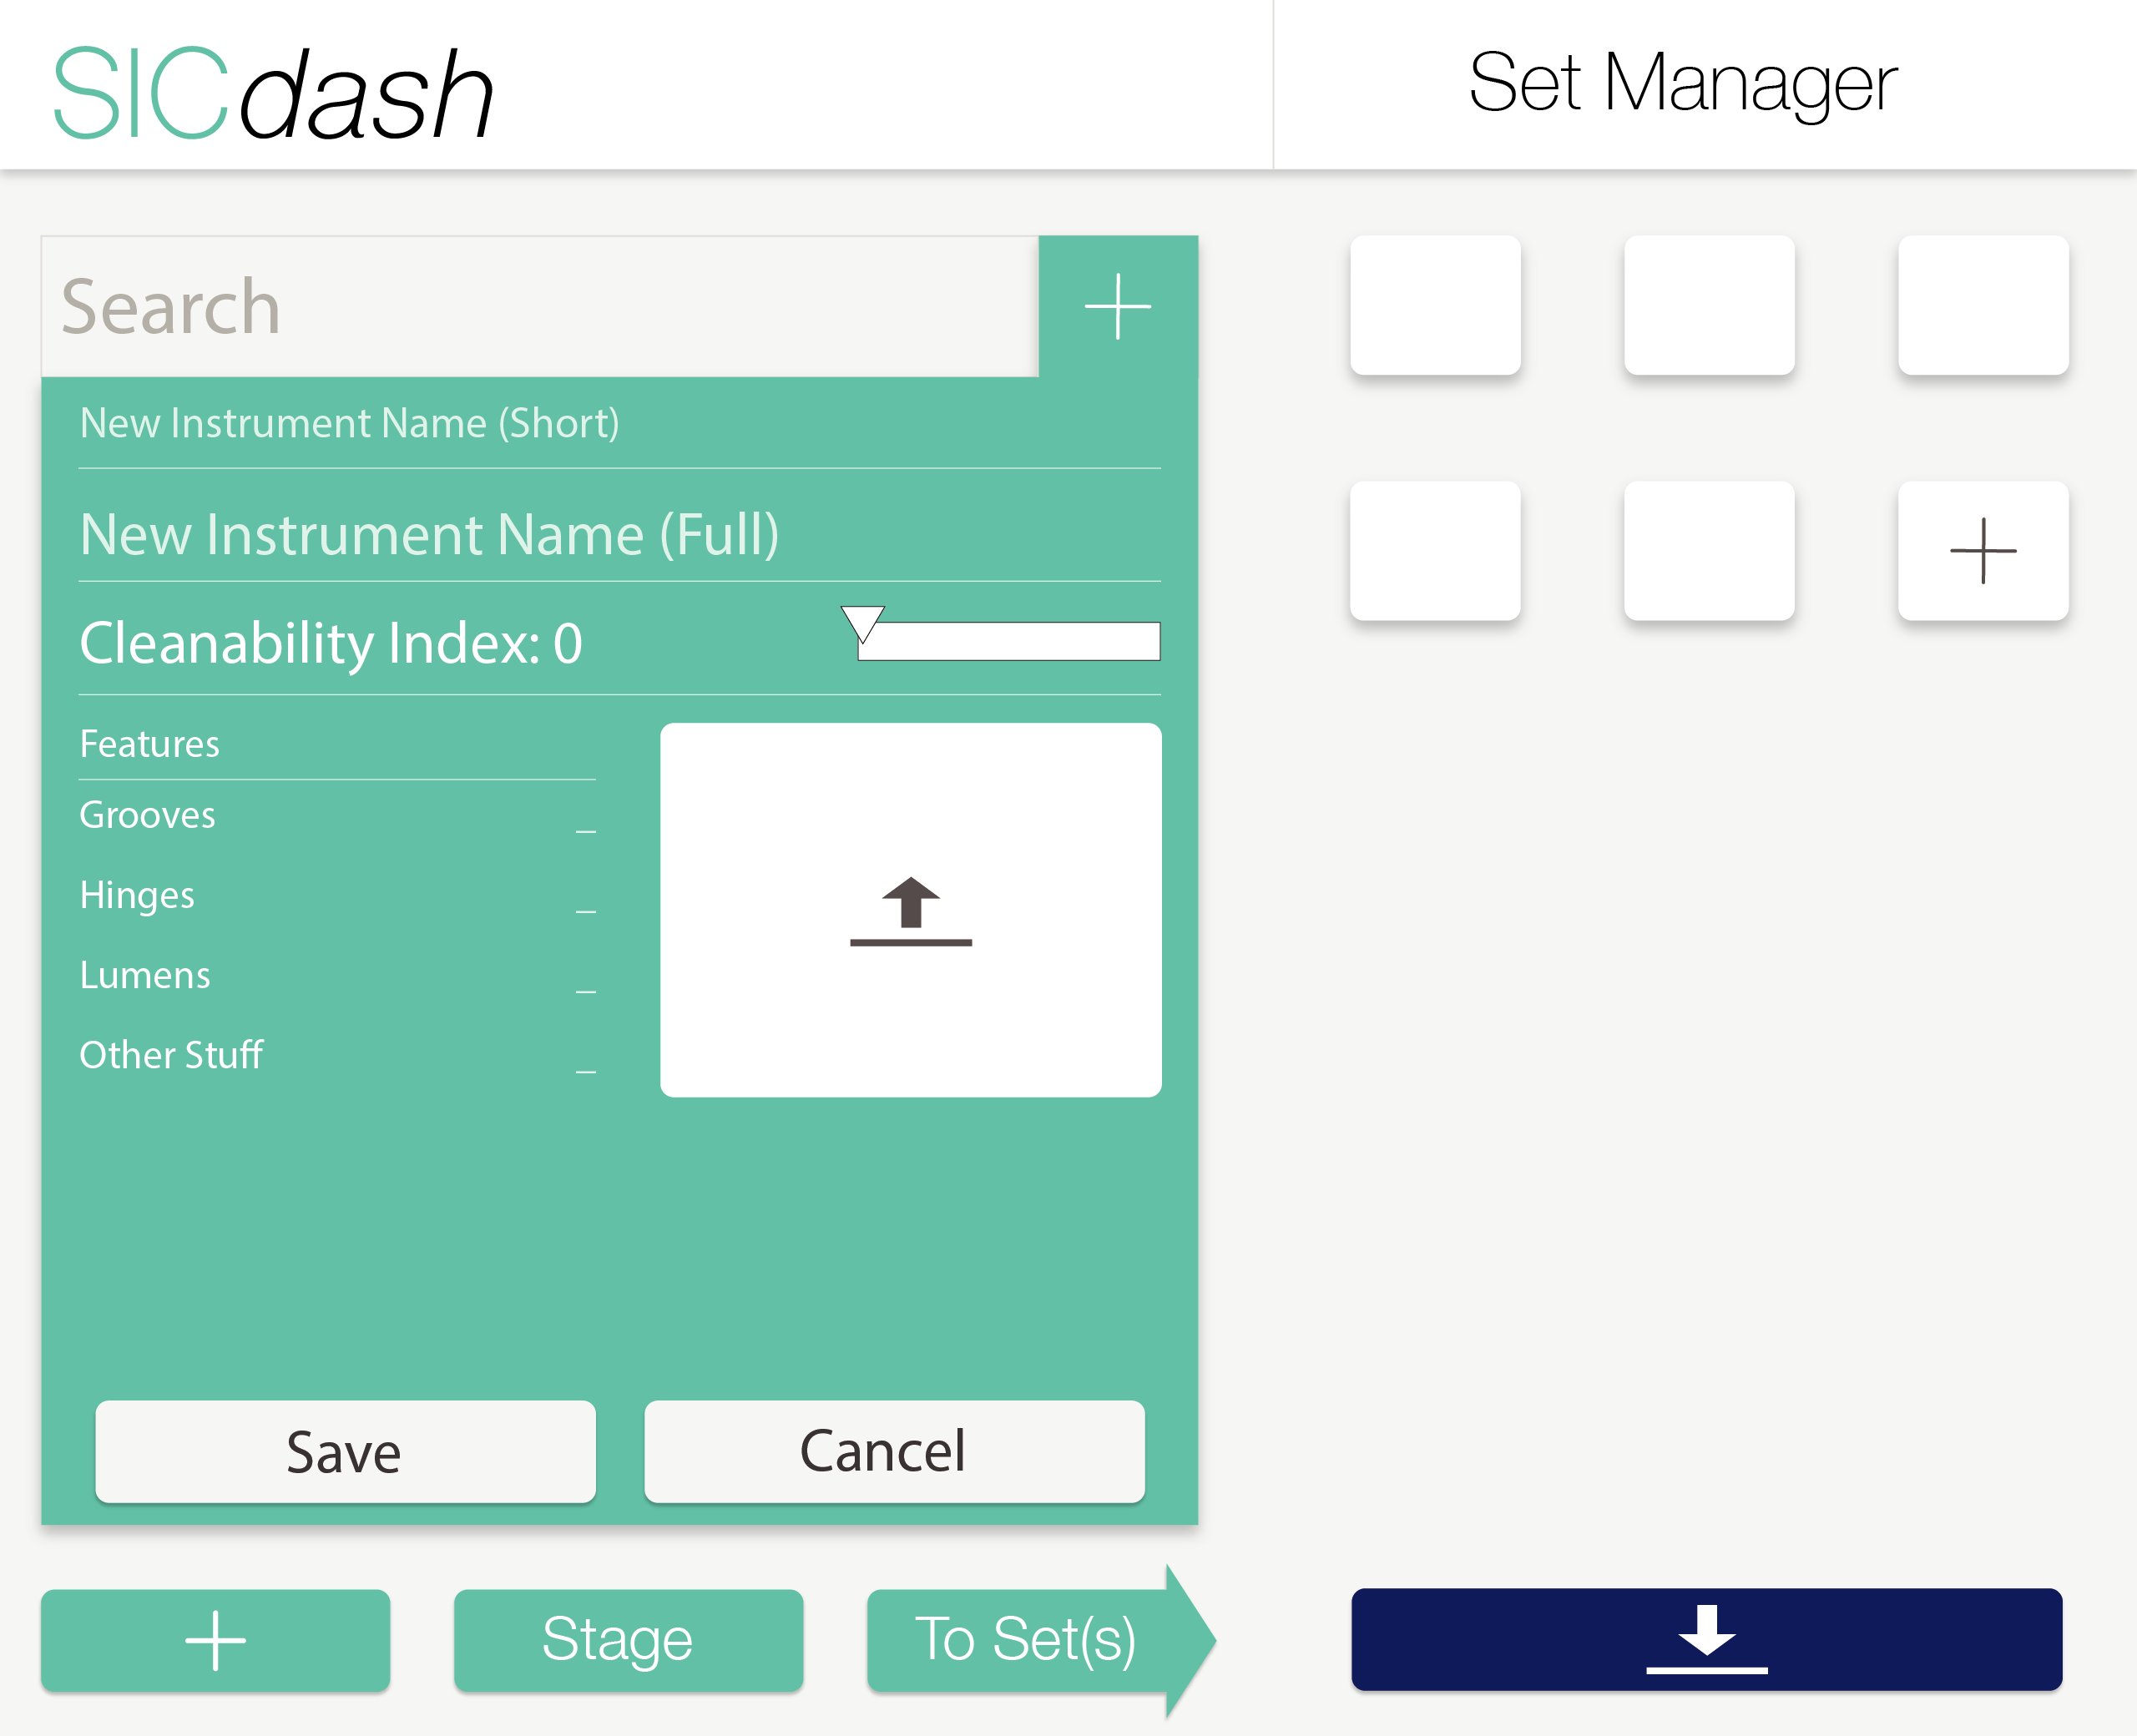 SICdash
Set Manager
Search
New Instrument Name (Short)
New Instrument Name (Full)
Cleanability Index: 0
Features
Grooves _
Hinges _
Lumens _
Other Stuff _
Save
Cancel
Stage
To Set(s)